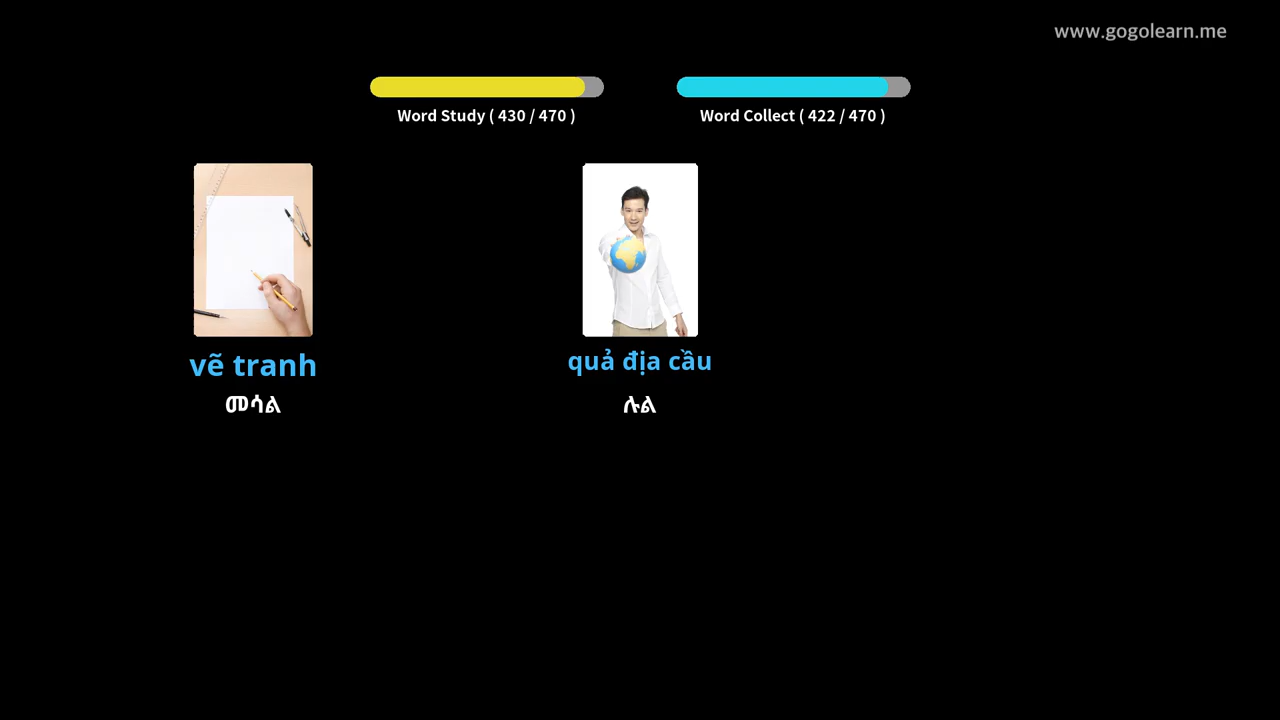 www.gogolearn.me
Word Study ( 430 / 470 )
Word Collect ( 422 / 470 )
vẽ tranh
መሳል
quả địa cầu
ሉል